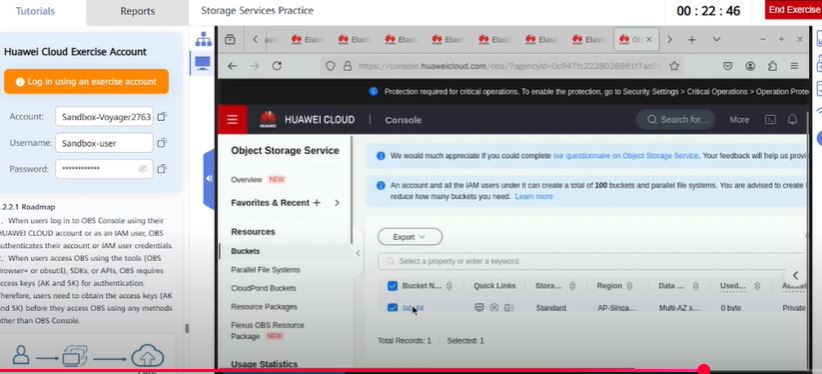 Tutorials
Reports
Storage Services Practice
00 : 22 : 46
End Exercise
Huawei Cloud Exercise Account
Log in using an exercise account
Account: Sandbox-Voyager2763
Username: Sandbox-user
Password: ************
.2.2.1 Roadmap
When users log in to OBS Console using their
HUAWEI CLOUD account or as an IAM user, OBS
uthenticates their account or IAM user credentials.
When users access OBS using the tools (OBS
Browser+ or obsutil), SDKs, or APIs, OBS requires
ccess keys (AK and SK) for authentication.
Therefore, users need to obtain the access keys (AK
nd SK) before they access OBS using any methods
other than OBS Console.
Elast
Elast
Elast
Elast
Elast
Elast
https://console.huaweicloud.com/obs/?agencyId=0c947fc2228026981f7ac0
Protection required for critical operations. To enable the protection, go to Security Settings > Critical Operations > Operation Prote
HUAWEI
HUAWEI CLOUD | Console
Search for...
More
Object Storage Service
Overview NEW
Favorites & Recent + >
Resources
Buckets
Parallel File Systems
CloudPond Buckets
Resource Packages
Flexus OBS Resource
Package NEW
Usage Statistics
We would much appreciate if you could complete our questionnaire on Object Storage Service. Your feedback will help us provi
An account and all the IAM users under it can create a total of 100 buckets and parallel file systems. You are advised to create
reduce how many buckets you need. Learn more
Export
Select a property or enter a keyword.
Bucket N... Quick Links Stora... Region Data ... Used... Access
Standard AP-Singa... Multi-AZ s... 0 byte Private
Total Records: 1 Selected: 1